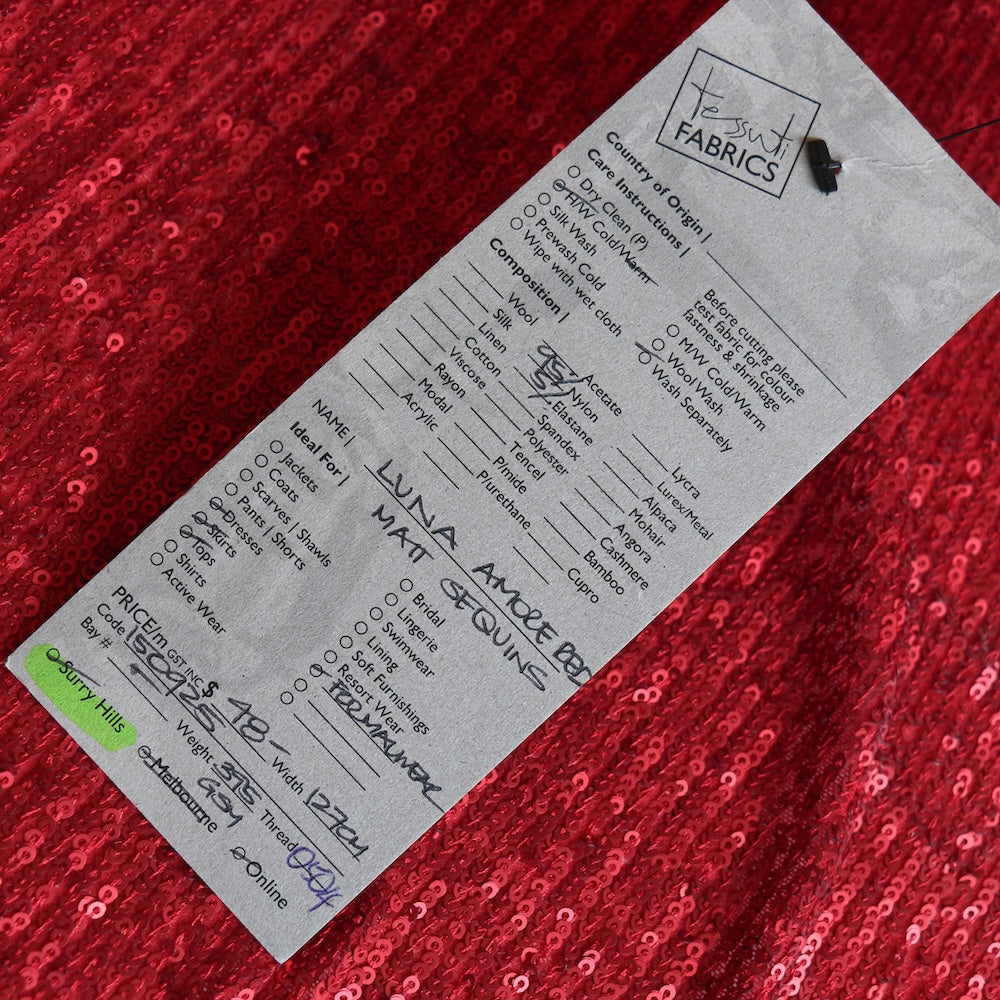 tessuti
FABRICS
Country of Origin |
Care Instructions |
Dry Clean (P)
H/W Cold/Warm
Silk Wash
Prewash Cold
Wipe with wet cloth
Before cutting please
test fabric for colour
fastness & shrinkage
M/W Cold/Warm
Wool Wash
Wash Separately
Composition |
Wool
Silk
Linen
Cotton
Viscose
Rayon
Modal
Acrylic
95 Acetate
5 Nylon
Elastane
Spandex
Polyester
Tencel
P/mide
P/urethane
Lycra
Lurex/Metal
Alpaca
Mohair
Angora
Cashmere
Bamboo
Cupro
NAME | LUNA AMORE RED
MATT SEQUINS
Ideal For |
Jackets
Coats
Scarves | Shawls
Pants | Shorts
Dresses
Skirts
Tops
Shirts
Active Wear
Bridal
Lingerie
Swimwear
Lining
Soft Furnishings
Resort Wear
FORMALWEAR
PRICE/m GST INC $ 48- Width 127cm
Code 150925 Weight 375 GSM Thread 0504
Bay #
Surry Hills
Melbourne
Online